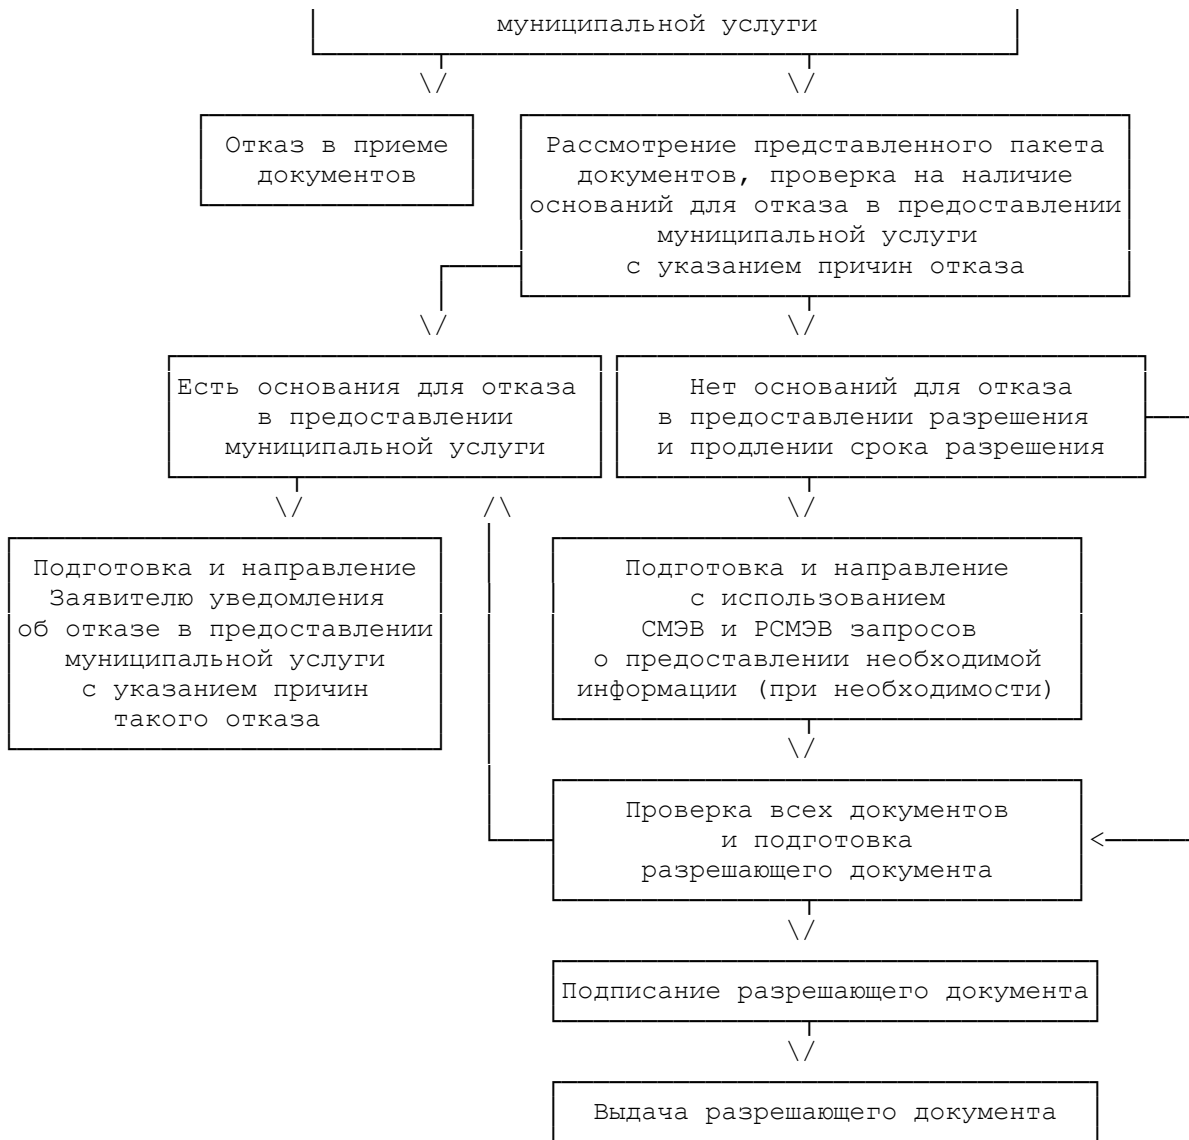 муниципальной услуги
Отказ в приеме
документов
Рассмотрение представленного пакета
документов, проверка на наличие
оснований для отказа в предоставлении
муниципальной услуги
с указанием причин отказа
Есть основания для отказа
в предоставлении
муниципальной услуги
Нет оснований для отказа
в предоставлении разрешения
и продлении срока разрешения
Подготовка и направление
Заявителю уведомления
об отказе в предоставлении
муниципальной услуги
с указанием причин
такого отказа
Подготовка и направление
с использованием
СМЭВ и РСМЭВ запросов
о предоставлении необходимой
информации (при необходимости)
Проверка всех документов
и подготовка
разрешающего документа
Подписание разрешающего документа
Выдача разрешающего документа